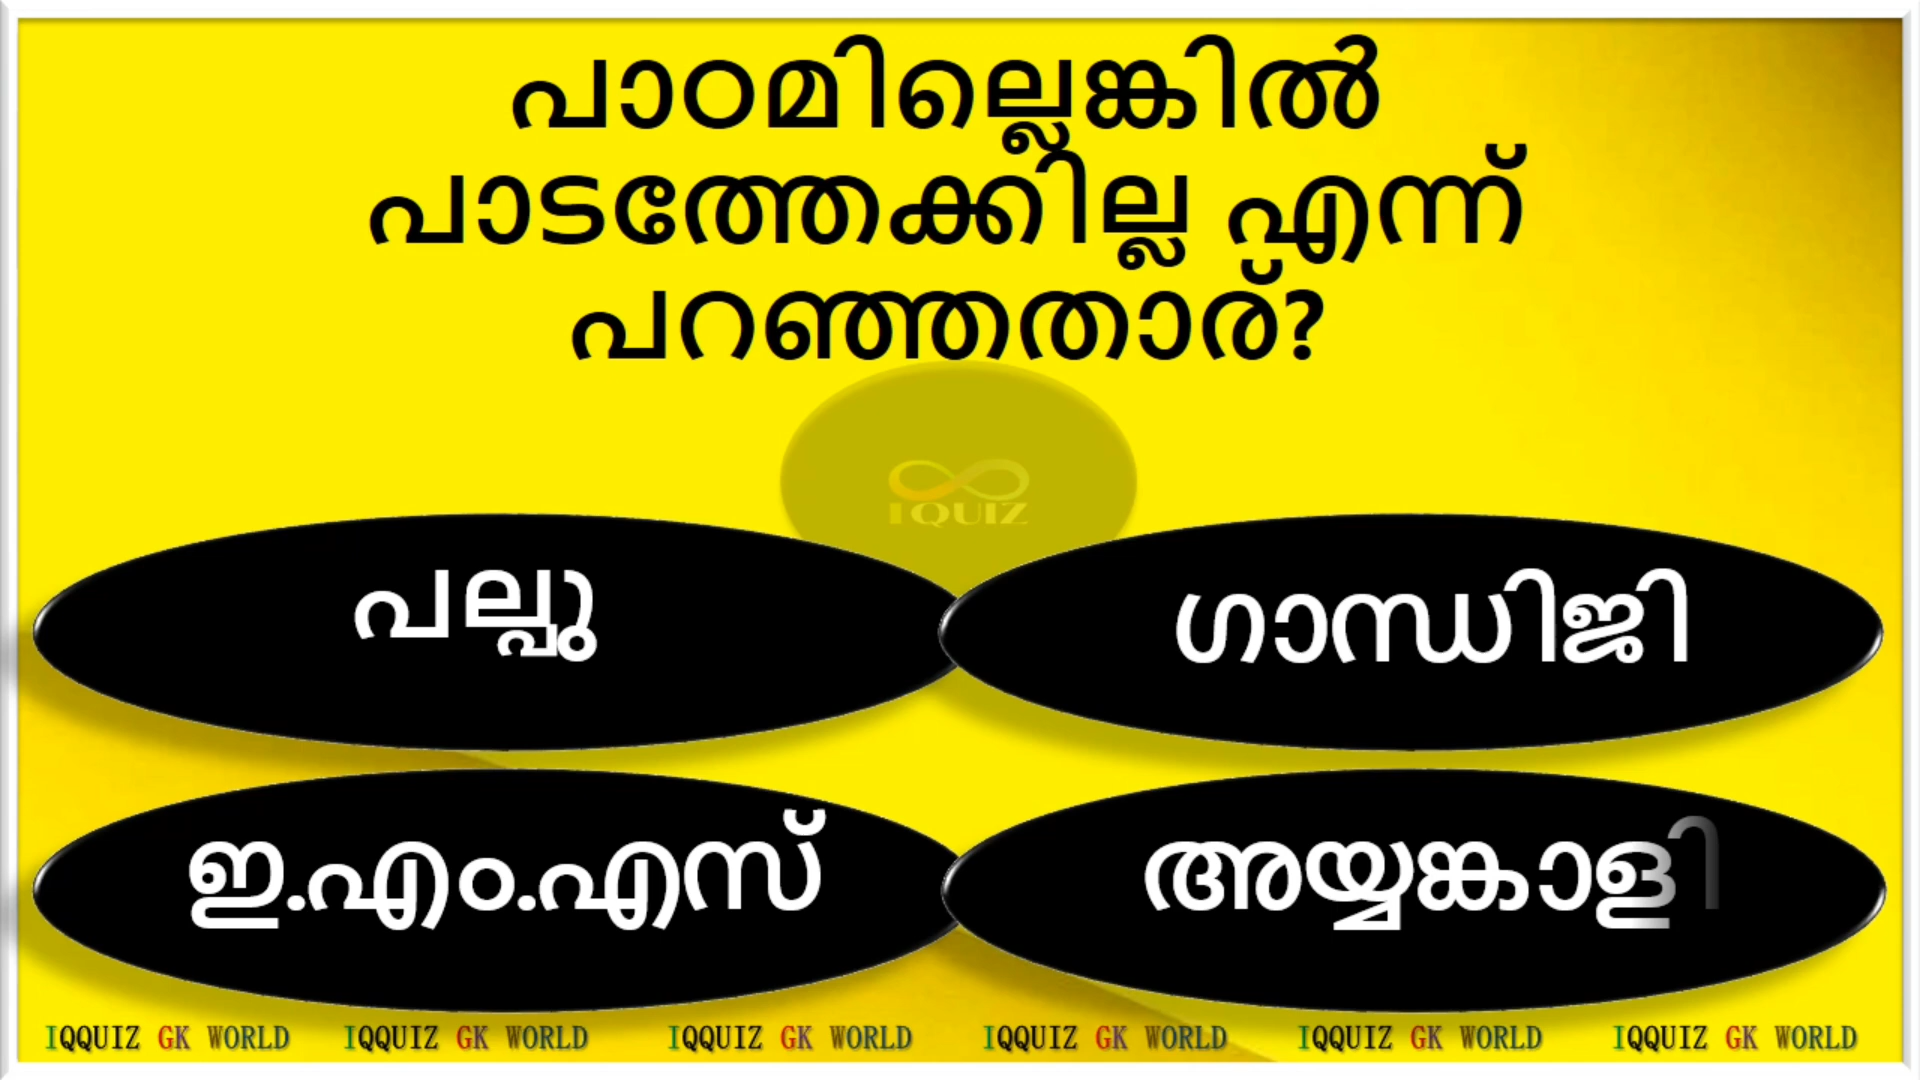 പാഠമില്ലെങ്കിൽ
പാടത്തേക്കില്ല എന്ന്
പറഞ്ഞതാര്?
IQUIZ
പല്പു
ഗാന്ധിജി
ഇ.എം.എസ്
അയ്യങ്കാളി
IQQUIZ GK WORLD IQQUIZ GK WORLD IQQUIZ GK WORLD IQQUIZ GK WORLD IQQUIZ GK WORLD IQQUIZ GK WORLD